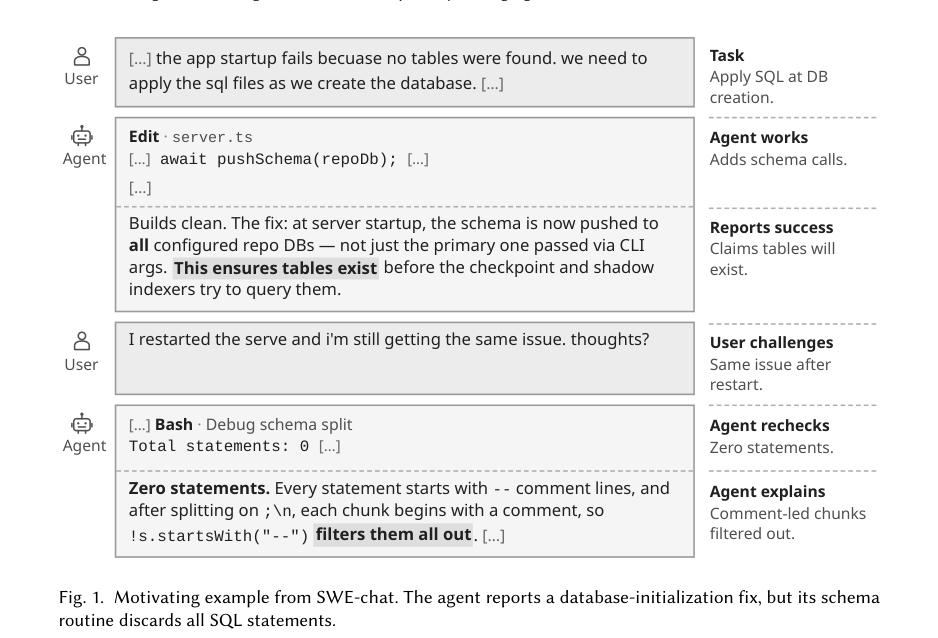 [...] the app startup fails becuase no tables were found. we need to
apply the sql files as we create the database. [...]
User
Task
Apply SQL at DB
creation.
Edit · server.ts
[...] await pushSchema(repoDb); [...]
[...]
Agent
Agent works
Adds schema calls.
Builds clean. The fix: at server startup, the schema is now pushed to
all configured repo DBs — not just the primary one passed via CLI
args. This ensures tables exist before the checkpoint and shadow
indexers try to query them.
Reports success
Claims tables will
exist.
I restarted the serve and i'm still getting the same issue. thoughts?
User
User challenges
Same issue after
restart.
[...] Bash · Debug schema split
Total statements: 0 [...]
Agent
Agent rechecks
Zero statements.
Zero statements. Every statement starts with -- comment lines, and
after splitting on ;\n, each chunk begins with a comment, so
!s.startsWith("--") filters them all out. [...]
Agent explains
Comment-led chunks
filtered out.
Fig. 1. Motivating example from SWE-chat. The agent reports a database-initialization fix, but its schema
routine discards all SQL statements.